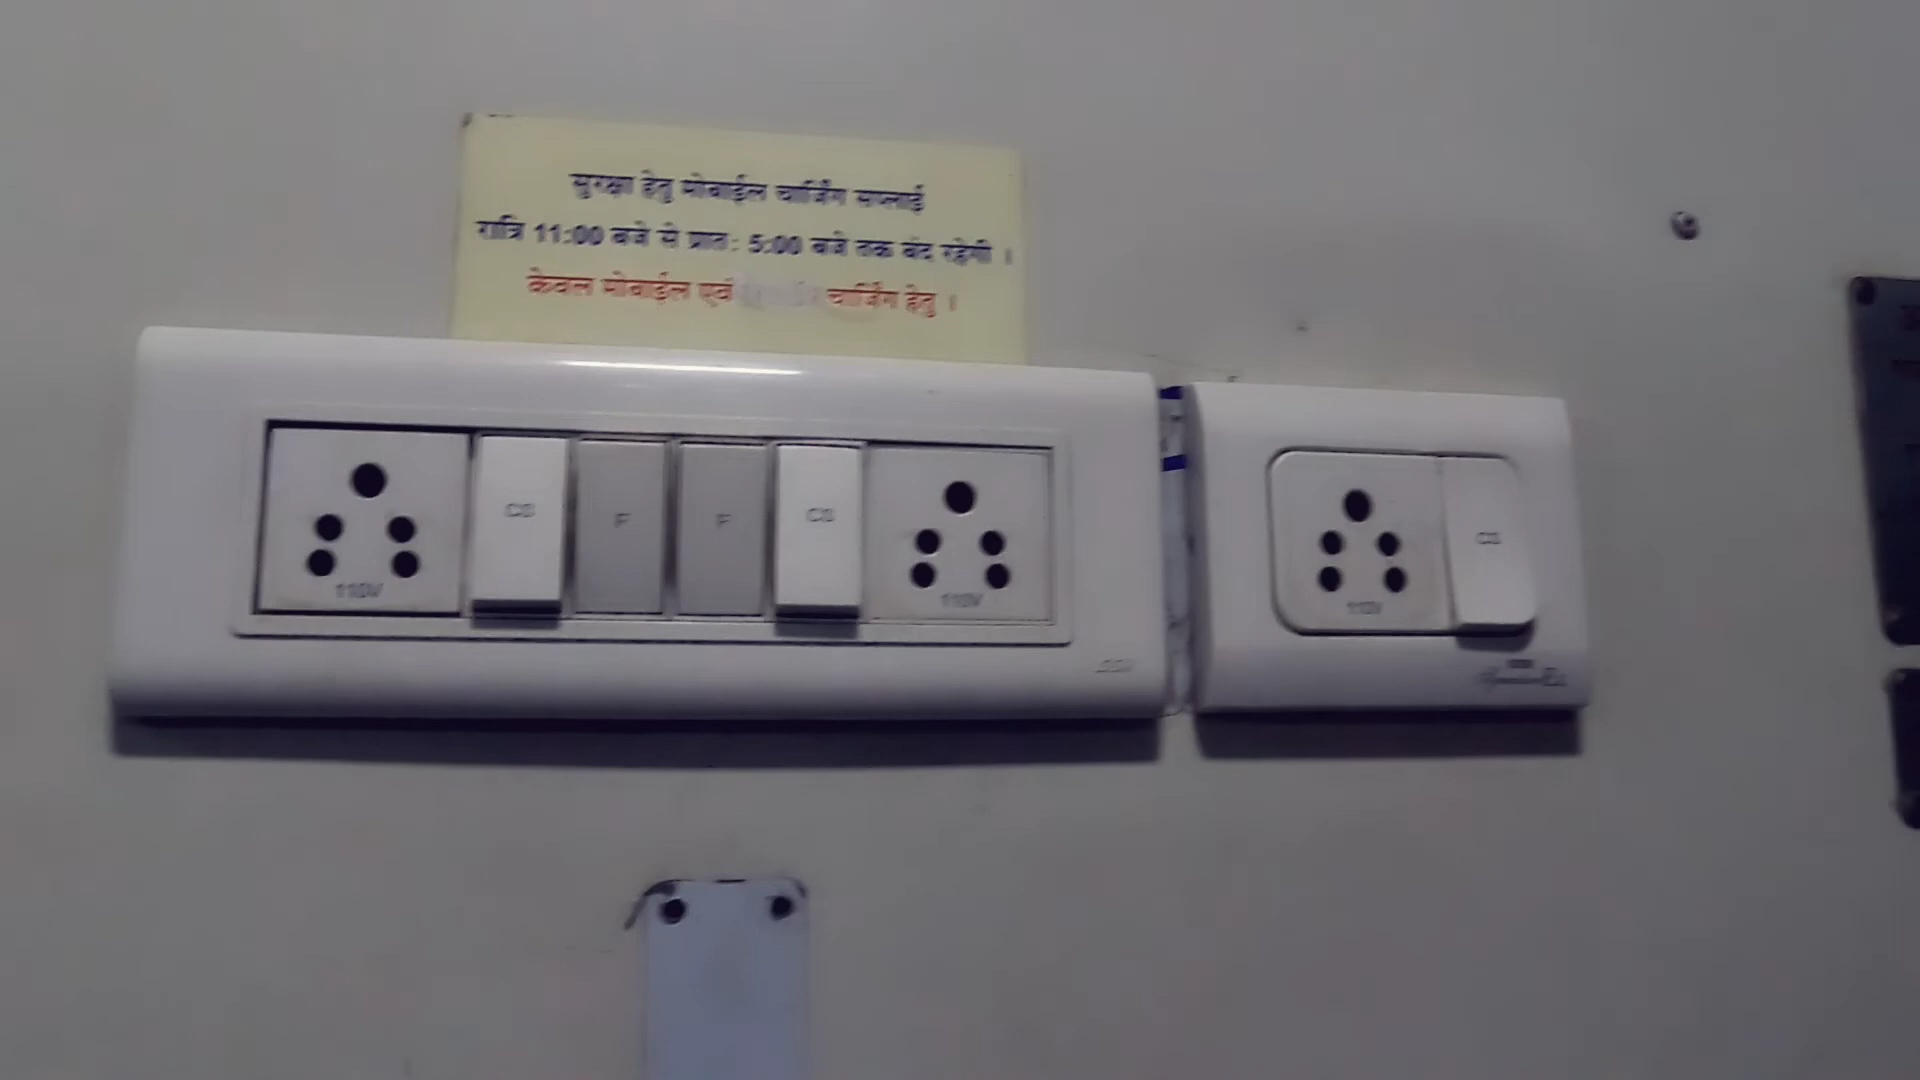 सुरक्षा हेतु मोबाईल चार्जिंग सप्लाई
रात्रि 11:00 बजे से प्रातः 5:00 बजे तक बंद रहेगी ।
केवल मोबाईल एवं चार्जिंग हेतु ।
110V CS F F CS 110V
110V CS